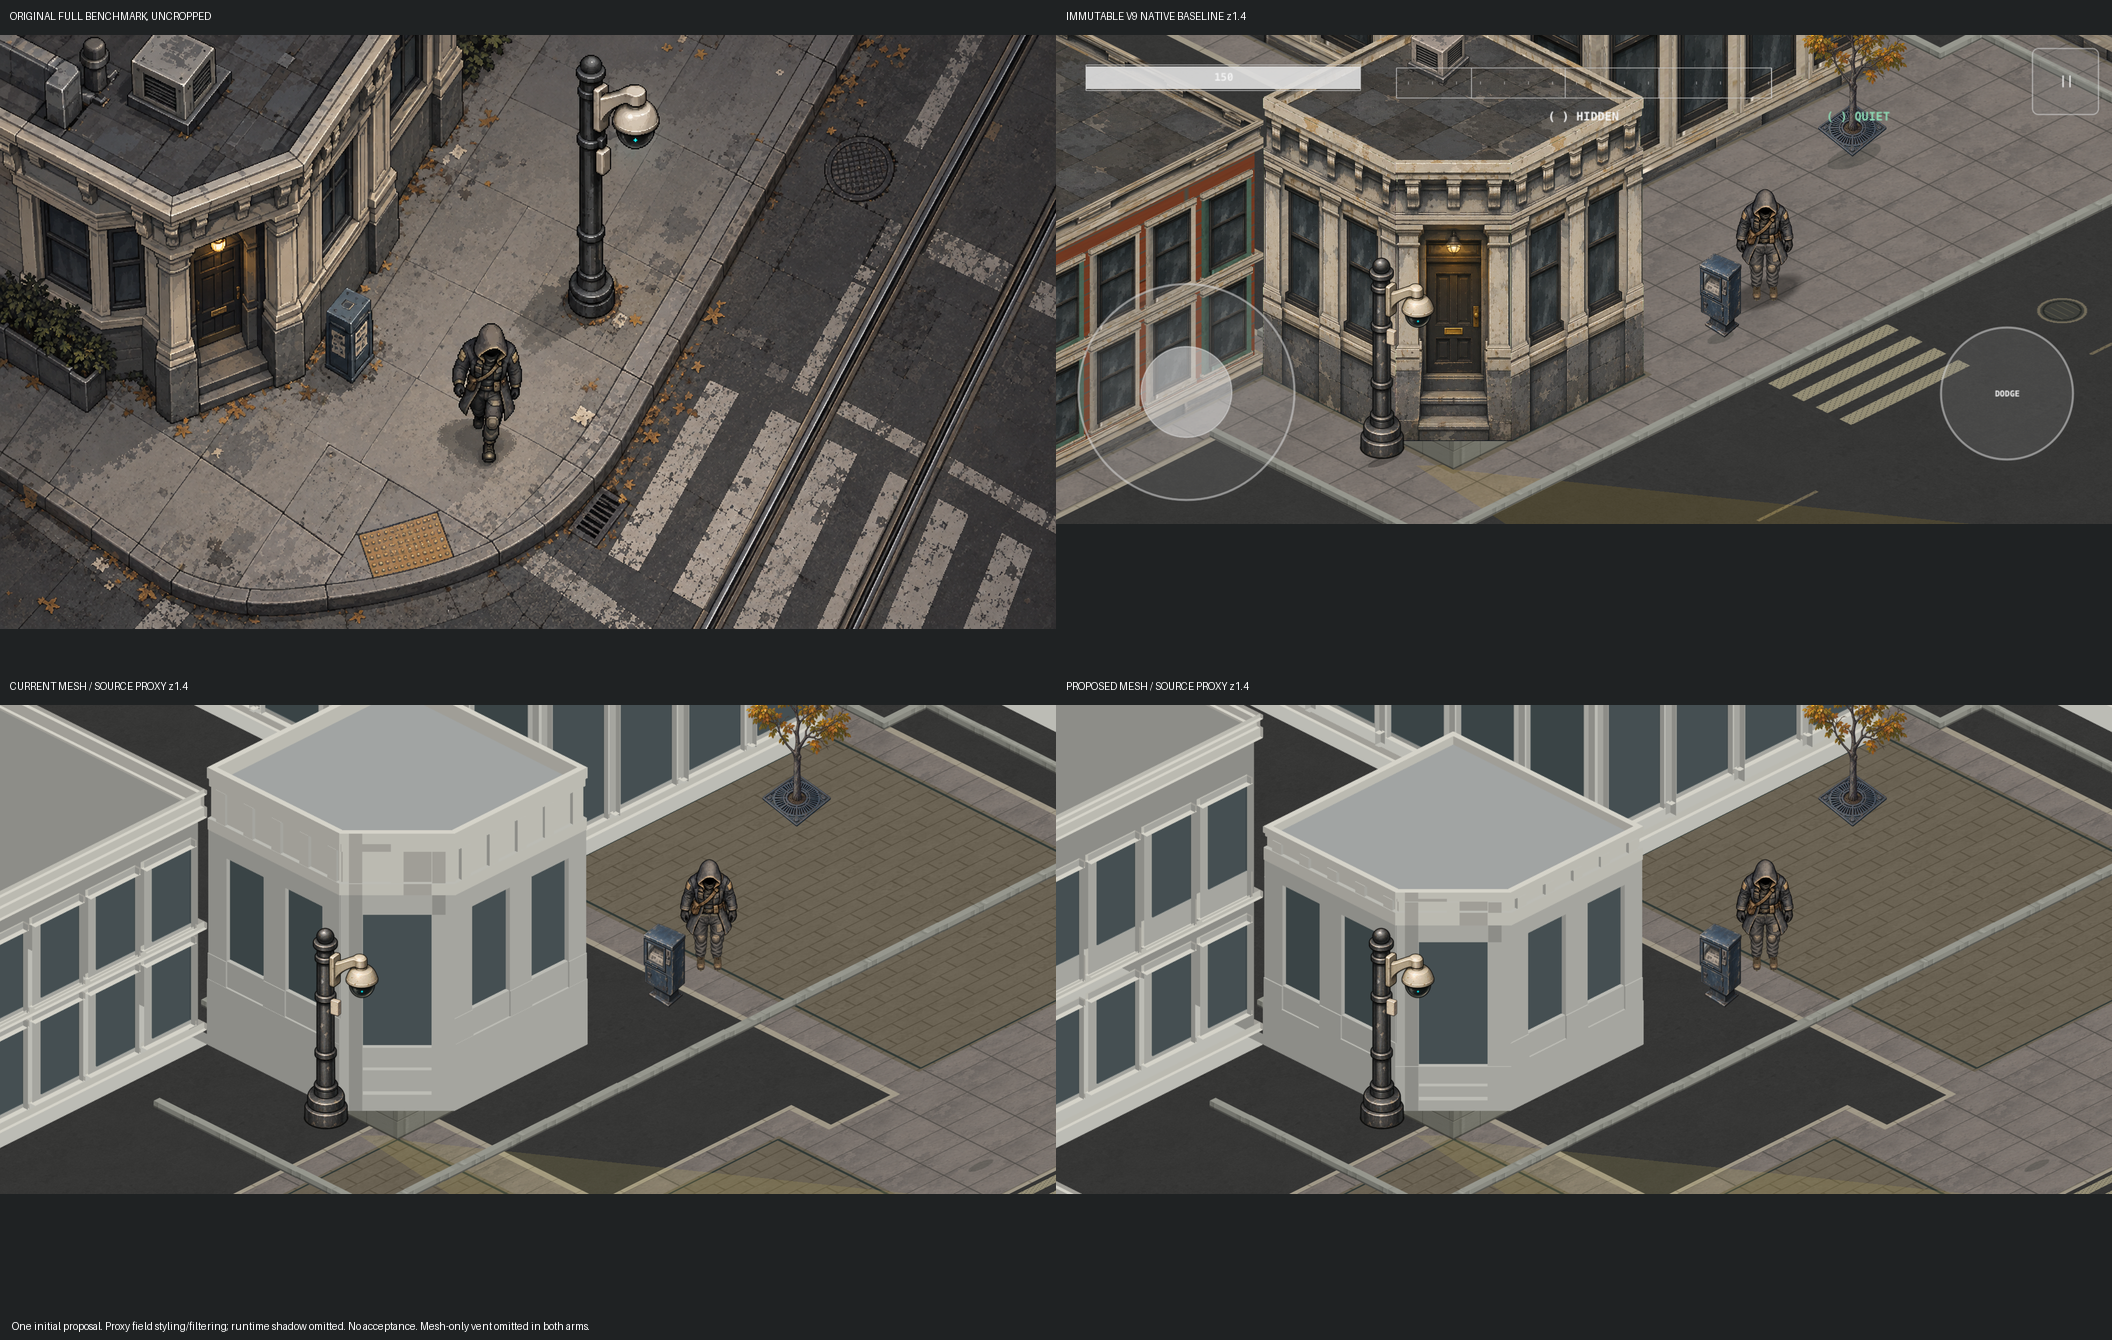 ORIGINAL FULL BENCHMARK, UNCROPPED
IMMUTABLE V9 NATIVE BASELINE z1.4
150
( ) HIDDEN
( ) QUIET
DODGE
CURRENT MESH / SOURCE PROXY z1.4
PROPOSED MESH / SOURCE PROXY z1.4
One initial proposal. Proxy field styling/filtering; runtime shadow omitted. No acceptance. Mesh-only vent omitted in both arms.